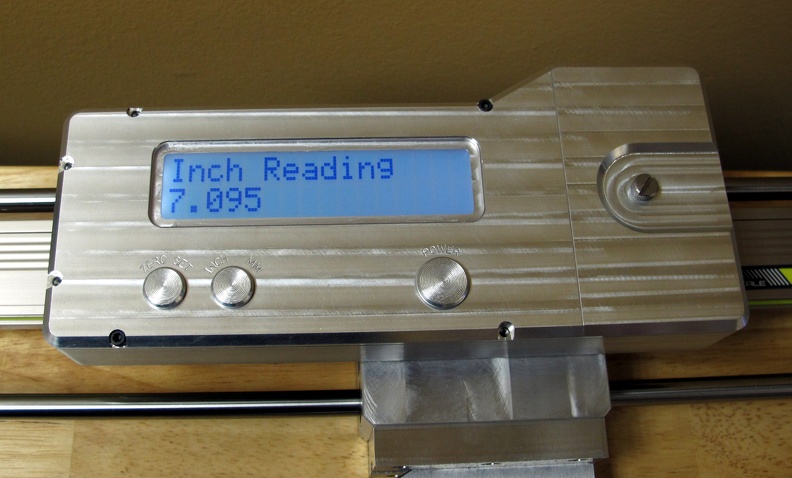 Inch Reading
7.095
ZERO SET
INCH MM
POWER